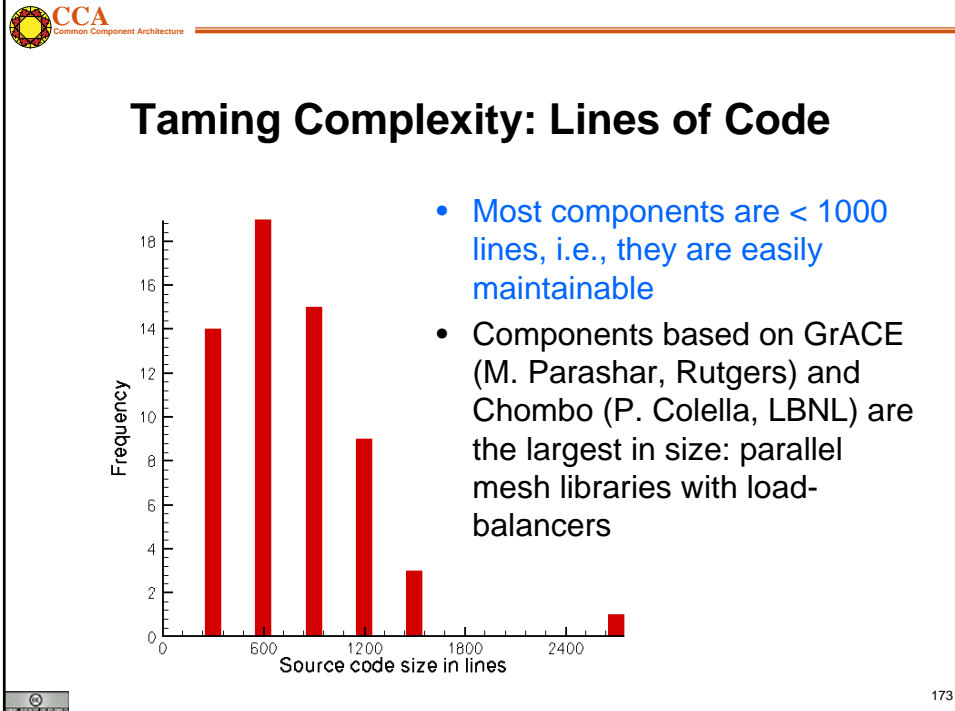 CCA
Common Component Architecture
Taming Complexity: Lines of Code
• Most components are < 1000
lines, i.e., they are easily
maintainable
• Components based on GrACE
(M. Parashar, Rutgers) and
Chombo (P. Colella, LBNL) are
the largest in size: parallel
mesh libraries with load-
balancers
Frequency
18
16
14
12
10
8
6
4
2
0
0 600 1200 1800 2400
Source code size in lines
cc
173